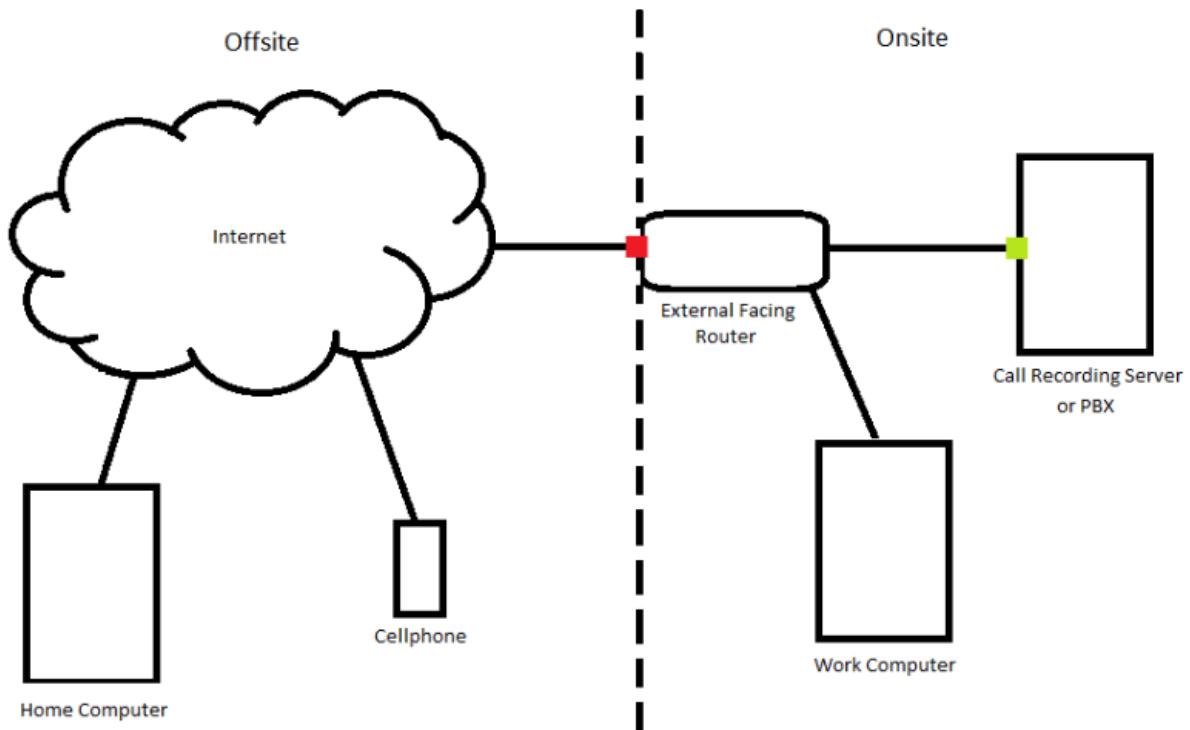 Offsite
Onsite
Internet
External Facing
Router
Call Recording Server
or PBX
Cellphone
Work Computer
Home Computer